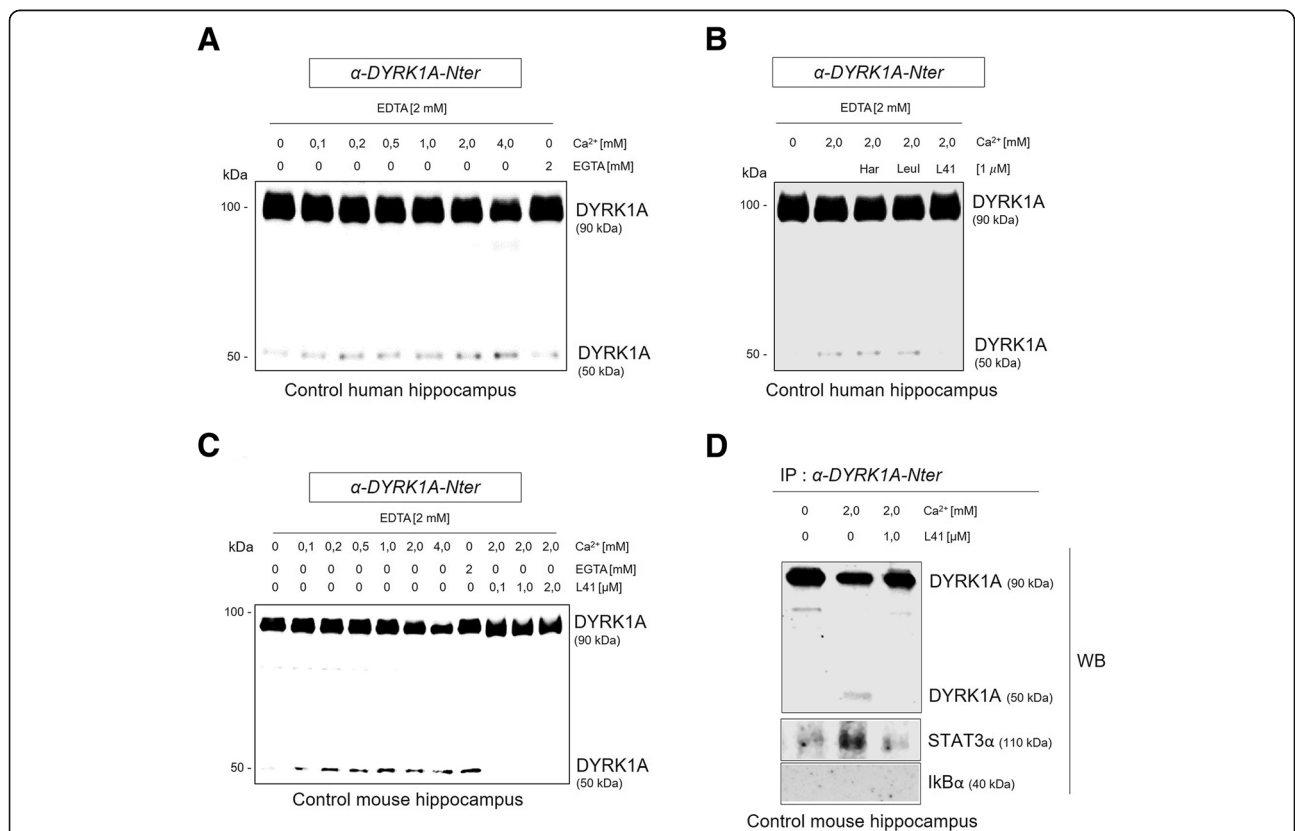 A
α-DYRK1A-Nter
EDTA [2 mM]
0 0,1 0,2 0,5 1,0 2,0 4,0 0 Ca²⁺ [mM]
0 0 0 0 0 0 0 2 EGTA [mM]
kDa
100 -
DYRK1A
(90 kDa)
50 -
DYRK1A
(50 kDa)
Control human hippocampus
B
α-DYRK1A-Nter
EDTA [2 mM]
0 2,0 2,0 2,0 2,0 Ca²⁺ [mM]
Har LeuI L41 [1 µM]
kDa
100 -
DYRK1A
(90 kDa)
50 -
DYRK1A
(50 kDa)
Control human hippocampus
C
α-DYRK1A-Nter
EDTA [2 mM]
kDa 0 0,1 0,2 0,5 1,0 2,0 4,0 0 2,0 2,0 2,0 Ca²⁺ [mM]
0 0 0 0 0 0 0 2 0 0 0 EGTA [mM]
0 0 0 0 0 0 0 0 0,1 1,0 2,0 L41 [µM]
100 -
DYRK1A
(90 kDa)
50 -
DYRK1A
(50 kDa)
Control mouse hippocampus
D
IP : α-DYRK1A-Nter
0 2,0 2,0 Ca²⁺ [mM]
0 0 1,0 L41 [µM]
DYRK1A (90 kDa)
WB
DYRK1A (50 kDa)
STAT3α (110 kDa)
IkBα (40 kDa)
Control mouse hippocampus